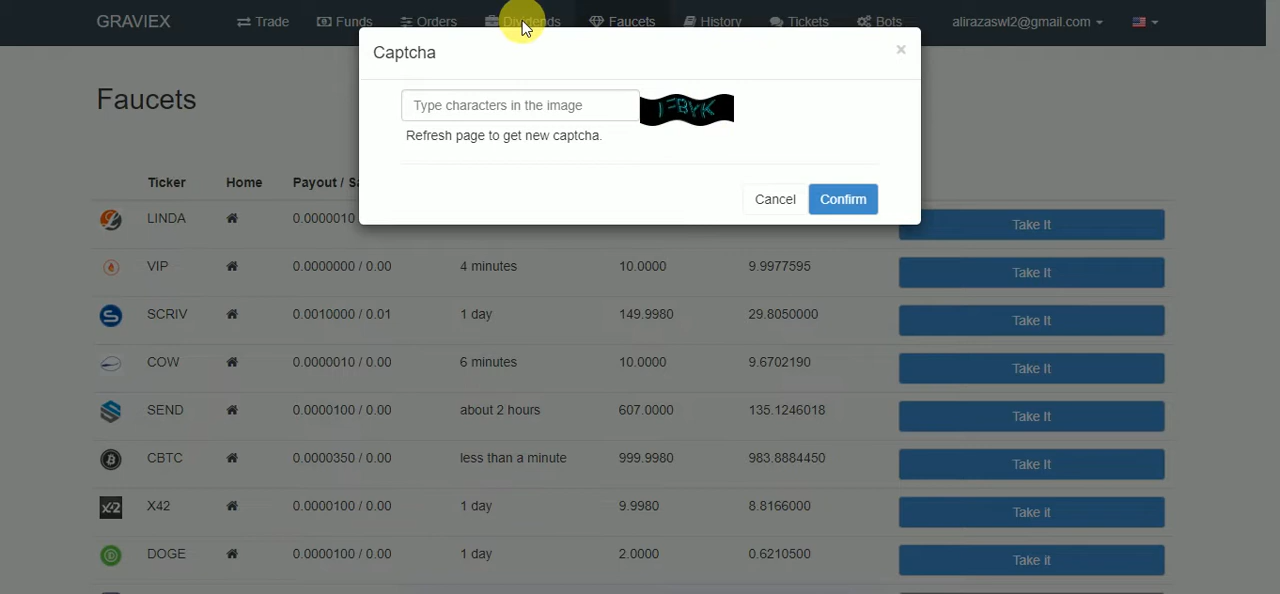 GRAVIEX Trade Funds Orders Dividends Faucets History Tickets Bots alirazaswl2@gmail.com
Captcha ×
Faucets
Type characters in the image
Refresh page to get new captcha.
Ticker Home Payout / Sa
Cancel Confirm
LINDA 0.0000010 Take It
VIP 0.0000000 / 0.00 4 minutes 10.0000 9.9977595 Take It
SCRIV 0.0010000 / 0.01 1 day 149.9980 29.8050000 Take It
COW 0.0000010 / 0.00 6 minutes 10.0000 9.6702190 Take It
SEND 0.0000100 / 0.00 about 2 hours 607.0000 135.1246018 Take It
CBTC 0.0000350 / 0.00 less than a minute 999.9980 983.8884450 Take It
X42 0.0000100 / 0.00 1 day 9.9980 8.8166000 Take it
DOGE 0.0000100 / 0.00 1 day 2.0000 0.6210500 Take it